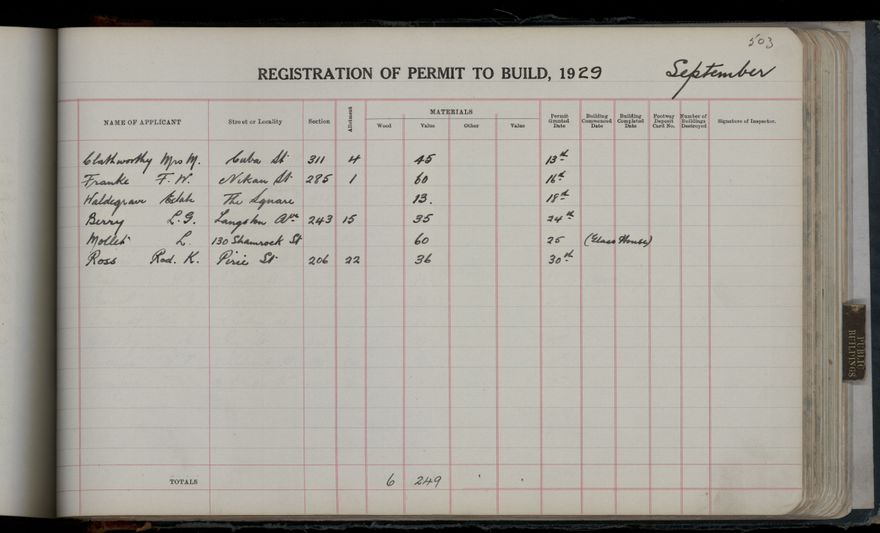 503
REGISTRATION OF PERMIT TO BUILD, 1929 September
NAME OF APPLICANT Street or Locality Section Allotment MATERIALS Wood Value Other Value Permit Granted Date Building Commenced Date Building Completed Date Footway Deposit Card No. Number of Buildings Destroyed Signature of Inspector.
Clathworthy Mrs M. Cuba St 311 4 45 13th
Franke F. W. Nikau St 285 1 60 16th
Waldegrave Estate The Square 13. 18th
Berry L. G. Langston Ave 243 15 35 24th
Mollet L. 130 Shamrock St 60 25 (Glass House)
Ross Rod. K. Pirie St 206 22 36 30th
TOTALS 6 249
PUBLIC BUILDINGS